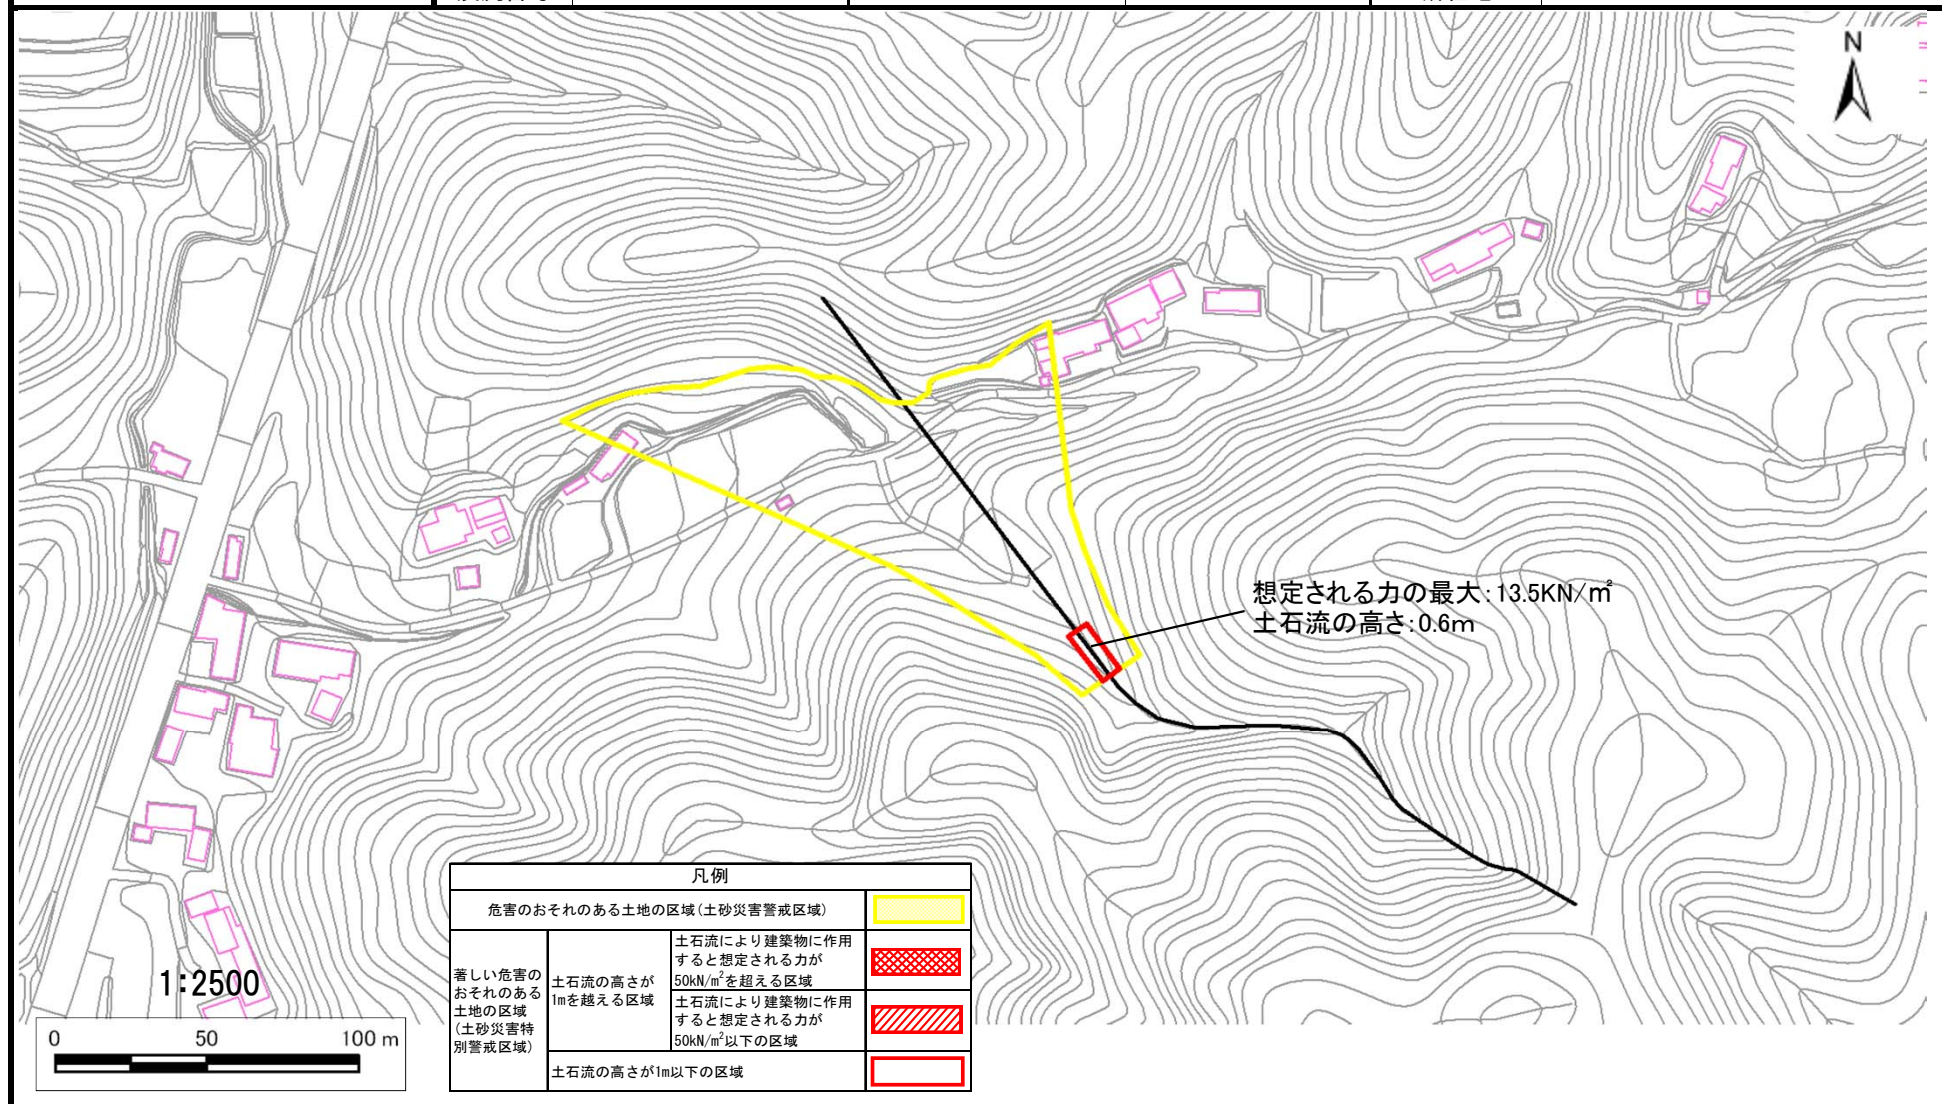 N
想定される力の最大:13.5KN/㎡
土石流の高さ:0.6m
凡例
危害のおそれのある土地の区域(土砂災害警戒区域)
著しい危害の
おそれのある
土地の区域
(土砂災害特
別警戒区域)
土石流の高さが
1mを越える区域
土石流により建築物に作用
すると想定される力が
50kN/m²を超える区域
土石流により建築物に作用
すると想定される力が
50kN/m²以下の区域
土石流の高さが1m以下の区域
1:2500
0 50 100 m